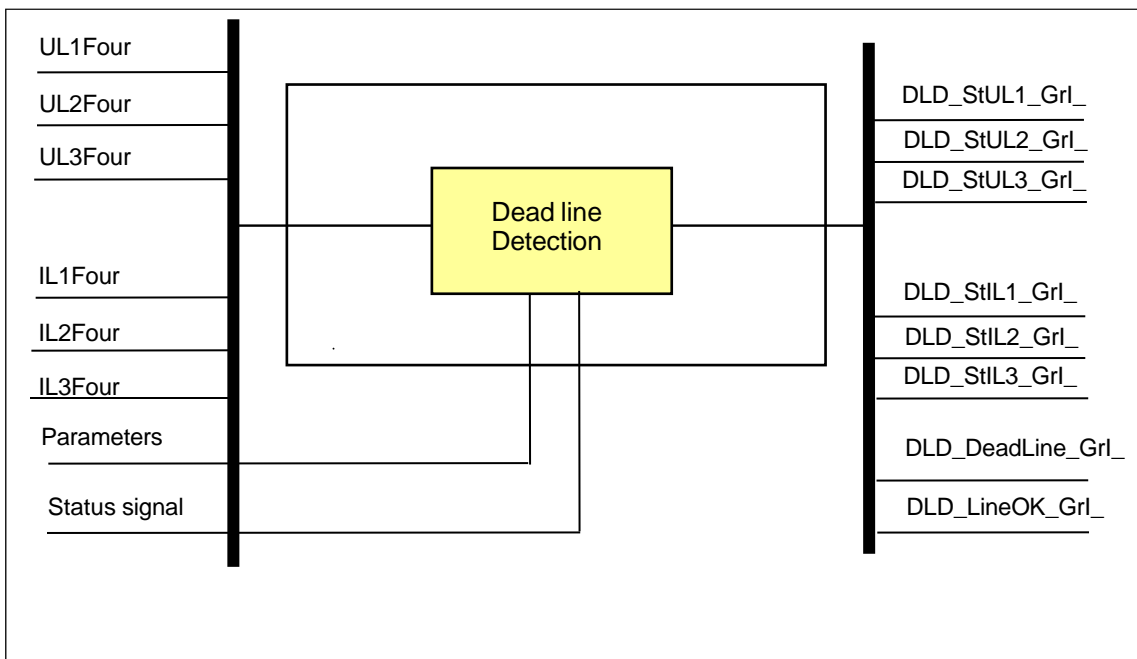 UL1Four
UL2Four
UL3Four
IL1Four
IL2Four
IL3Four
Parameters
Status signal
Dead line
Detection
DLD_StUL1_GrI_
DLD_StUL2_GrI_
DLD_StUL3_GrI_
DLD_StIL1_GrI_
DLD_StIL2_GrI_
DLD_StIL3_GrI_
DLD_DeadLine_GrI_
DLD_LineOK_GrI_